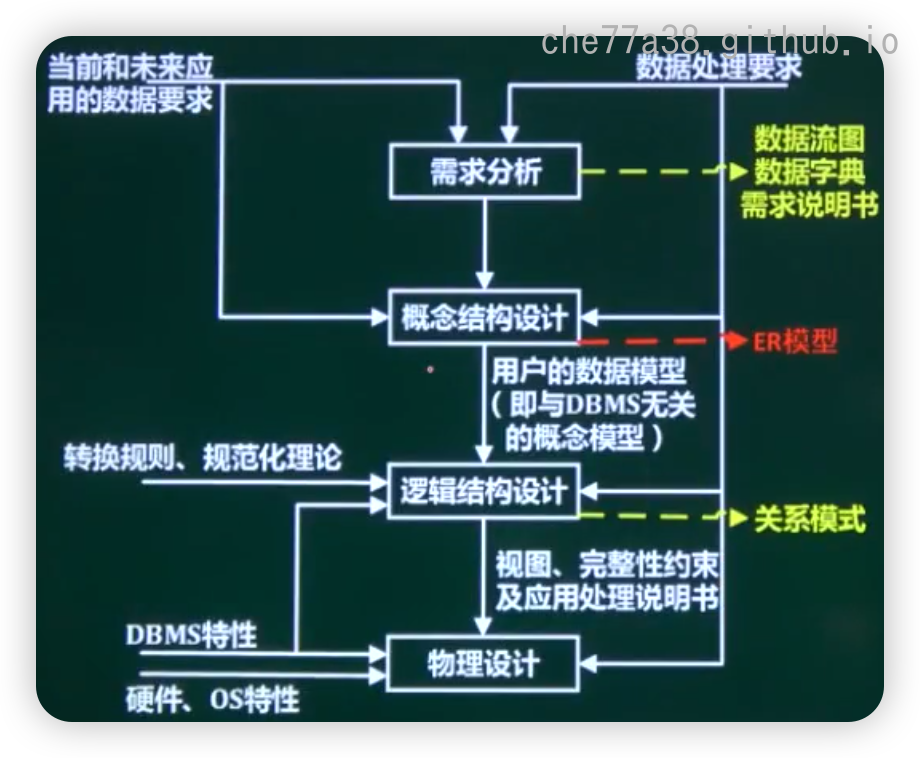 che77a38.github.io
当前和未来应
用的数据要求
数据处理要求
需求分析
数据流图
数据字典
需求说明书
概念结构设计
ER模型
用户的数据模型
（即与DBMS无关
的概念模型）
转换规则、规范化理论
逻辑结构设计
关系模式
视图、完整性约束
及应用处理说明书
DBMS特性
物理设计
硬件、OS特性